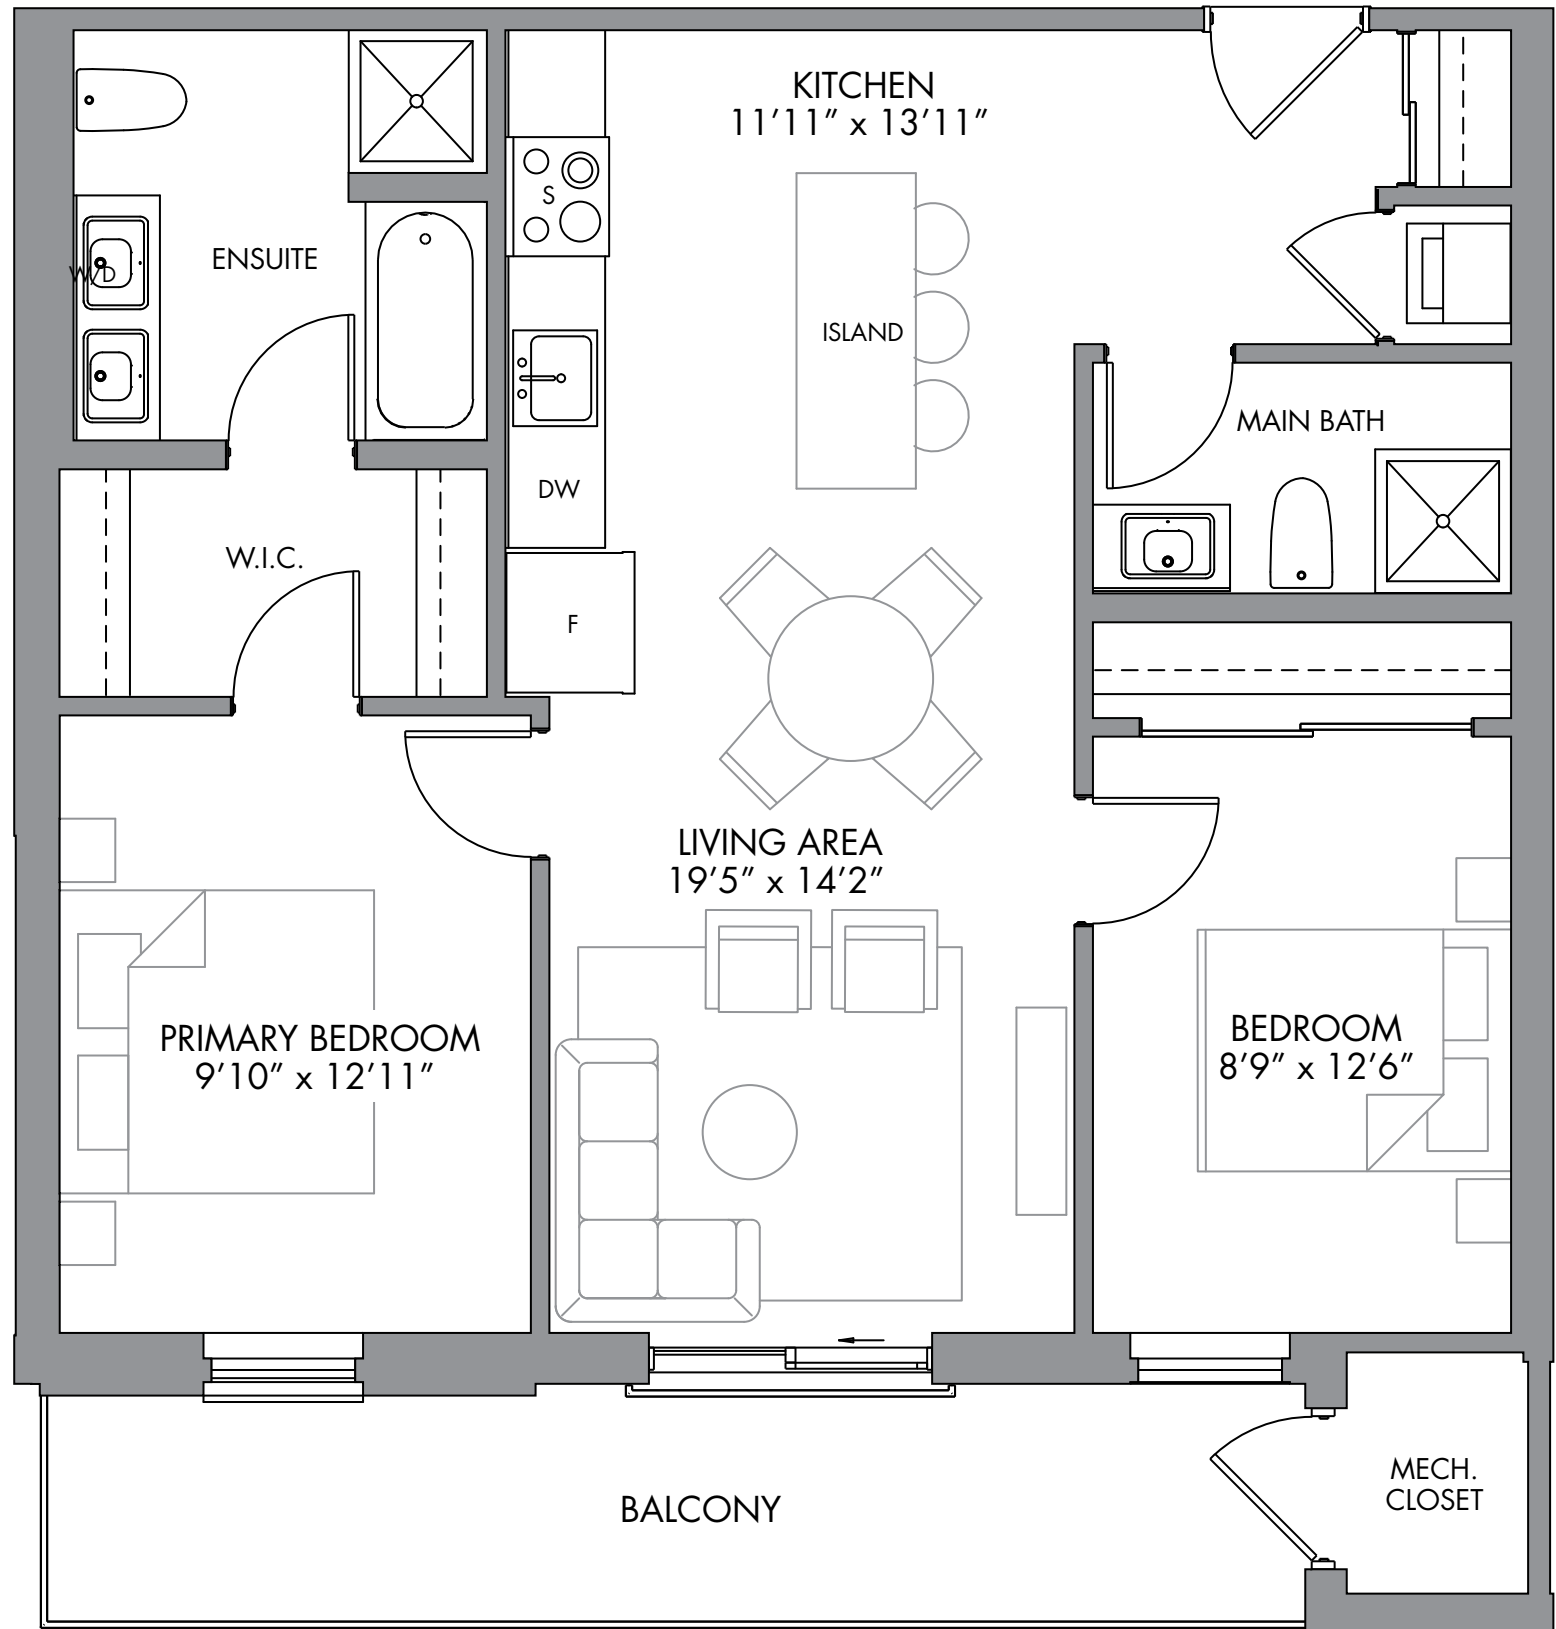 KITCHEN
11’11” x 13’11”
S
ENSUITE
W/D
ISLAND
MAIN BATH
DW
W.I.C.
F
LIVING AREA
19’5” x 14’2”
PRIMARY BEDROOM
9’10” x 12’11”
BEDROOM
8’9” x 12’6”
MECH.
CLOSET
BALCONY